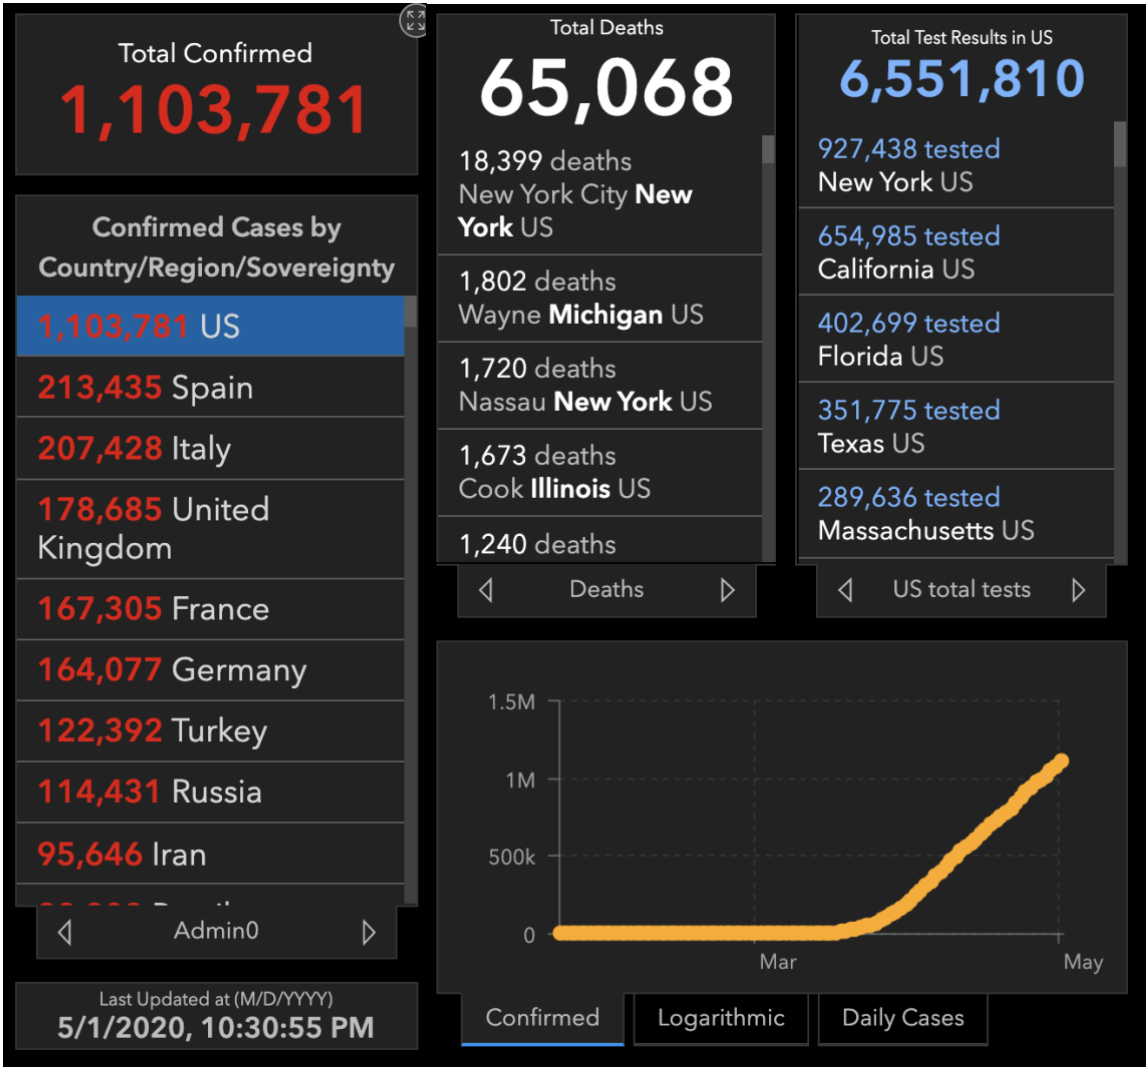 Total Confirmed
1,103,781
Confirmed Cases by
Country/Region/Sovereignty
1,103,781 US
213,435 Spain
207,428 Italy
178,685 United
Kingdom
167,305 France
164,077 Germany
122,392 Turkey
114,431 Russia
95,646 Iran
Admin0
Last Updated at (M/D/YYYY)
5/1/2020, 10:30:55 PM
Total Deaths
65,068
18,399 deaths
New York City New
York US
1,802 deaths
Wayne Michigan US
1,720 deaths
Nassau New York US
1,673 deaths
Cook Illinois US
1,240 deaths
Deaths
Total Test Results in US
6,551,810
927,438 tested
New York US
654,985 tested
California US
402,699 tested
Florida US
351,775 tested
Texas US
289,636 tested
Massachusetts US
US total tests
1.5M
1M
500k
0
Mar
May
Confirmed
Logarithmic
Daily Cases